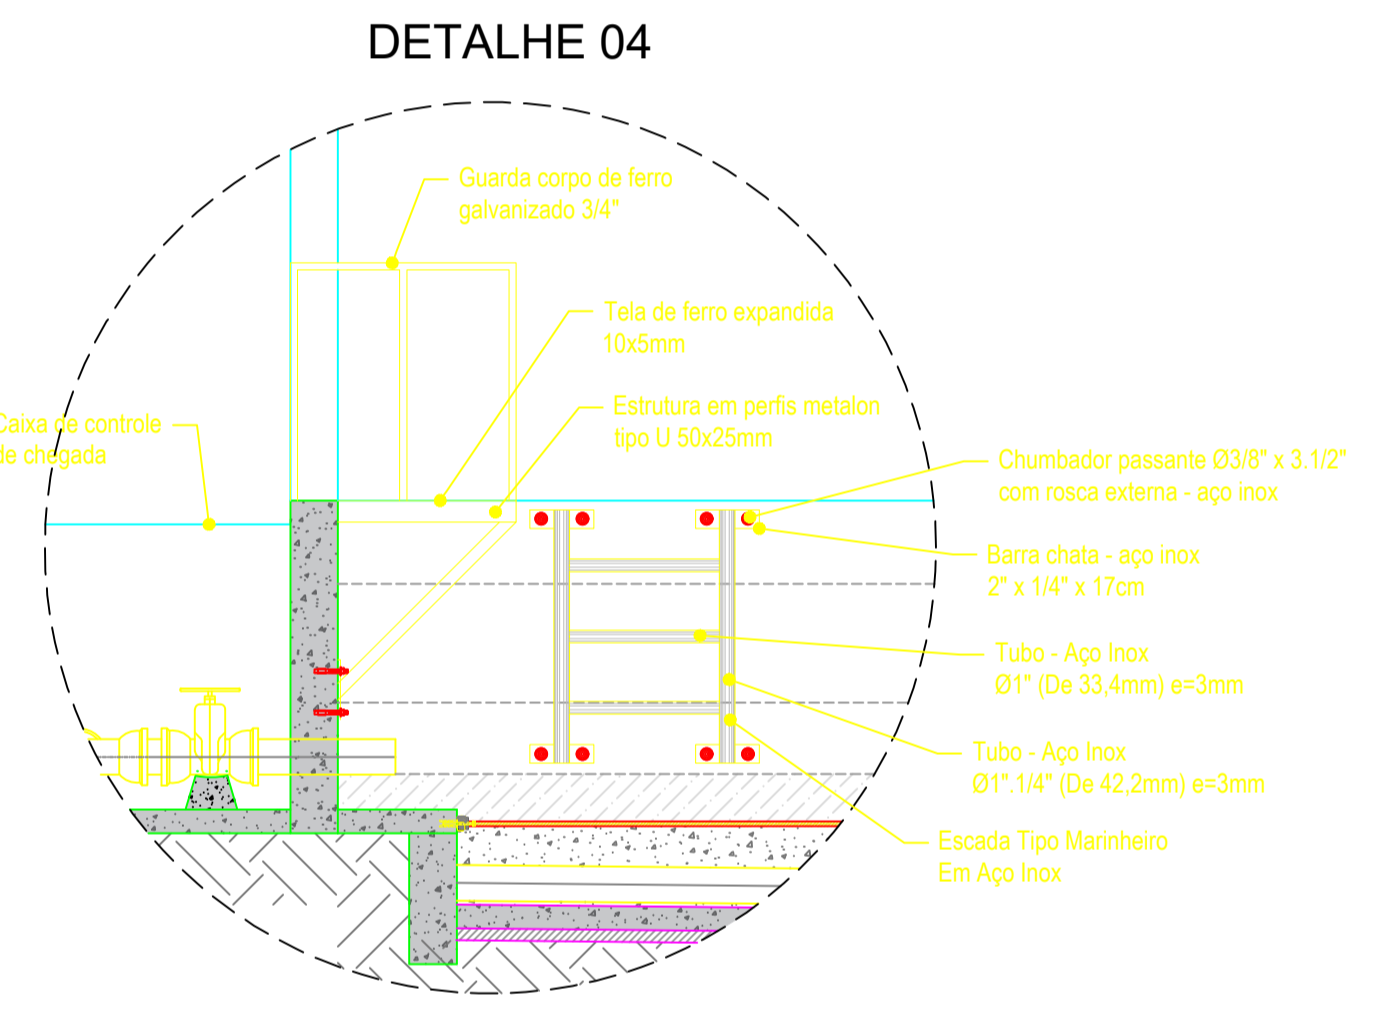 DETALHE 04
Guarda corpo de ferro
galvanizado 3/4"
Tela de ferro expandida
10x5mm
Estrutura em perfis metalon
tipo U 50x25mm
Caixa de controle
de chegada
Chumbador passante Ø3/8" x 3.1/2"
com rosca externa - aço inox
Barra chata - aço inox
2" x 1/4" x 17cm
Tubo - Aço Inox
Ø1" (De 33,4mm) e=3mm
Tubo - Aço Inox
Ø1".1/4" (De 42,2mm) e=3mm
Escada Tipo Marinheiro
Em Aço Inox